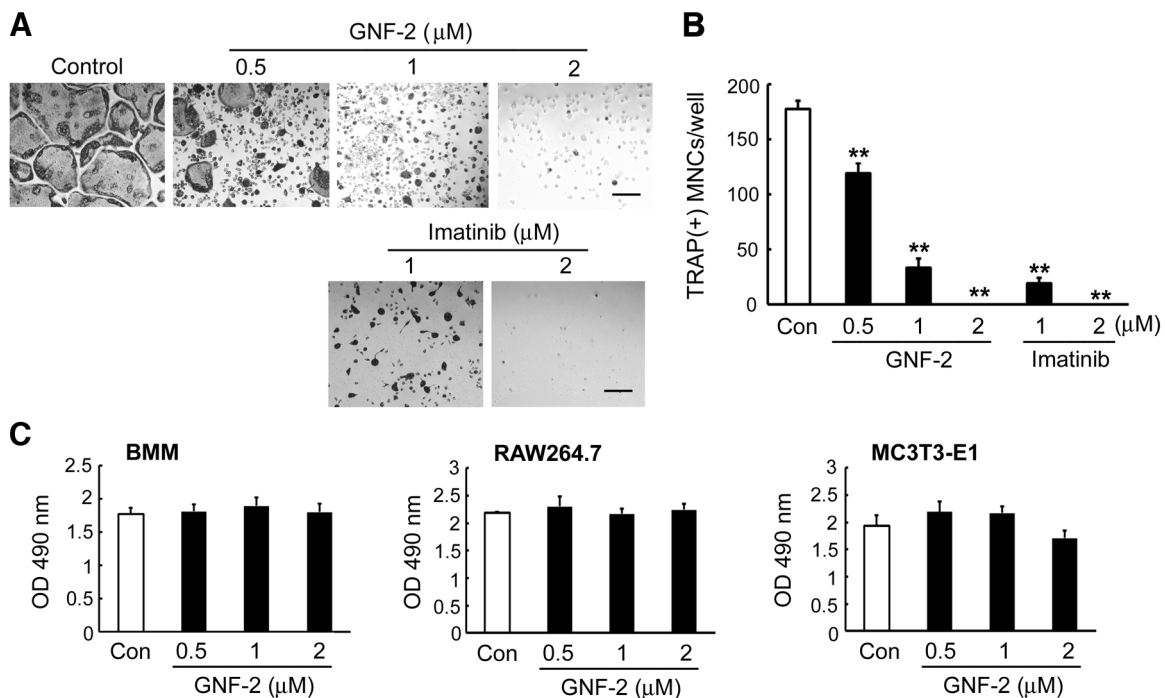 A
GNF-2 (μM)
Control 0.5 1 2
Imatinib (μM)
1 2
B
TRAP(+) MNCs/well
200
150
100
50
0
** ** ** ** **
Con 0.5 1 2 1 2 (μM)
GNF-2 Imatinib
C
BMM
OD 490 nm
2.5
2
1.5
1
0.5
0
Con 0.5 1 2
GNF-2 (μM)
RAW264.7
OD 490 nm
3
2.5
2
1.5
1
0.5
0
Con 0.5 1 2
GNF-2 (μM)
MC3T3-E1
OD 490 nm
3
2.5
2
1.5
1
0.5
0
Con 0.5 1 2
GNF-2 (μM)